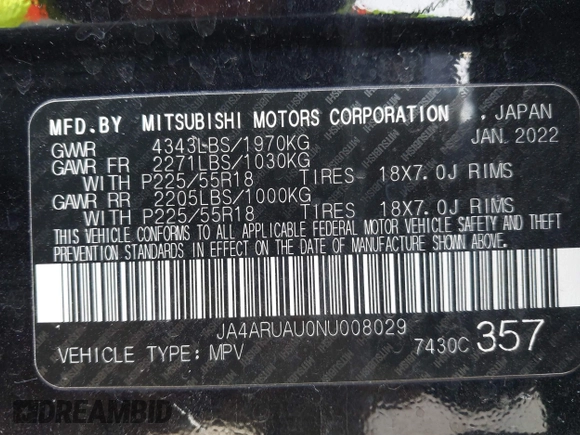 MFD.BY MITSUBISHI MOTORS CORPORATION , JAPAN
GVWR 4343LBS/1970KG JAN.2022
GAWR FR 2271LBS/1030KG
WITH P225/55R18 TIRES 18X7.0J RIMS
GAWR RR 2205LBS/1000KG
WITH P225/55R18 TIRES 18X7.0J RIMS
THIS VEHICLE CONFORMS TO ALL APPLICABLE FEDERAL MOTOR VEHICLE SAFETY AND THEFT
PREVENTION STANDARDS IN EFFECT ON THE DATE OF MANUFACTURE SHOWN ABOVE.
JA4ARUAU0NU008029
VEHICLE TYPE: MPV 7430C 357
DREAMBID